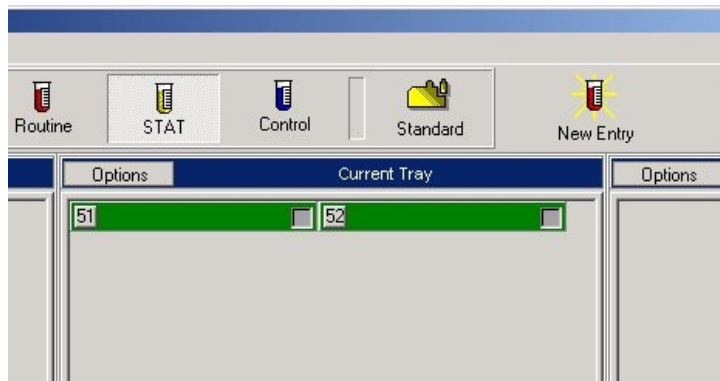 Routine STAT Control Standard New Entry
Options Current Tray Options
51 52